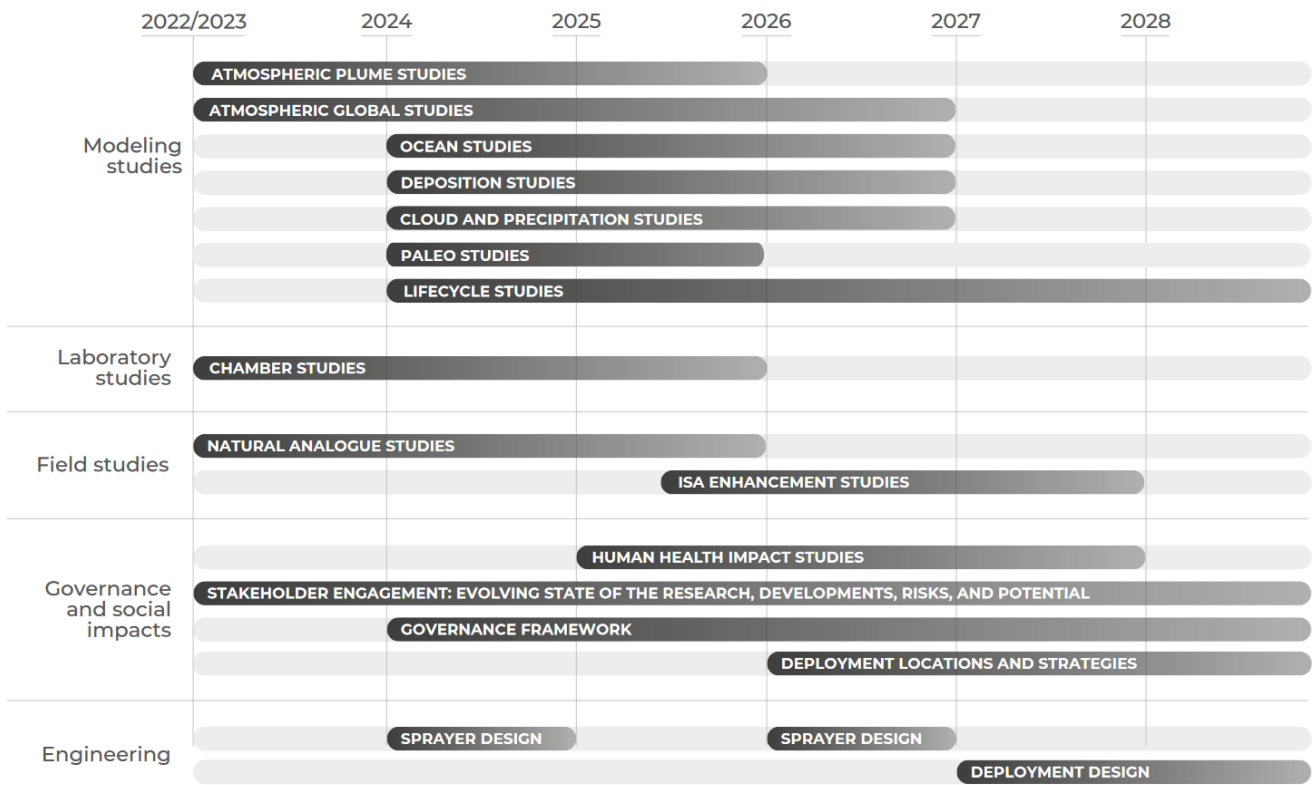 2022/2023 2024 2025 2026 2027 2028
ATMOSPHERIC PLUME STUDIES
ATMOSPHERIC GLOBAL STUDIES
Modeling
studies
OCEAN STUDIES
DEPOSITION STUDIES
CLOUD AND PRECIPITATION STUDIES
PALEO STUDIES
LIFECYCLE STUDIES
Laboratory
studies
CHAMBER STUDIES
Field studies
NATURAL ANALOGUE STUDIES
ISA ENHANCEMENT STUDIES
Governance
and social
impacts
HUMAN HEALTH IMPACT STUDIES
STAKEHOLDER ENGAGEMENT: EVOLVING STATE OF THE RESEARCH, DEVELOPMENTS, RISKS, AND POTENTIAL
GOVERNANCE FRAMEWORK
DEPLOYMENT LOCATIONS AND STRATEGIES
Engineering
SPRAYER DESIGN SPRAYER DESIGN
DEPLOYMENT DESIGN